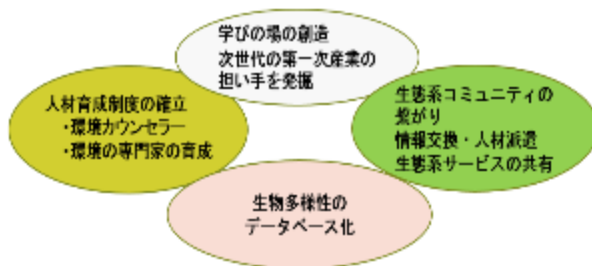 学びの場の創造
次世代の第一次産業の
担い手を発掘
人材育成制度の確立
・環境カウンセラー
・環境の専門家の育成
生態系コミュニティの
繋がり
情報交換・人材派遣
生態系サービスの共有
生物多様性の
データベース化